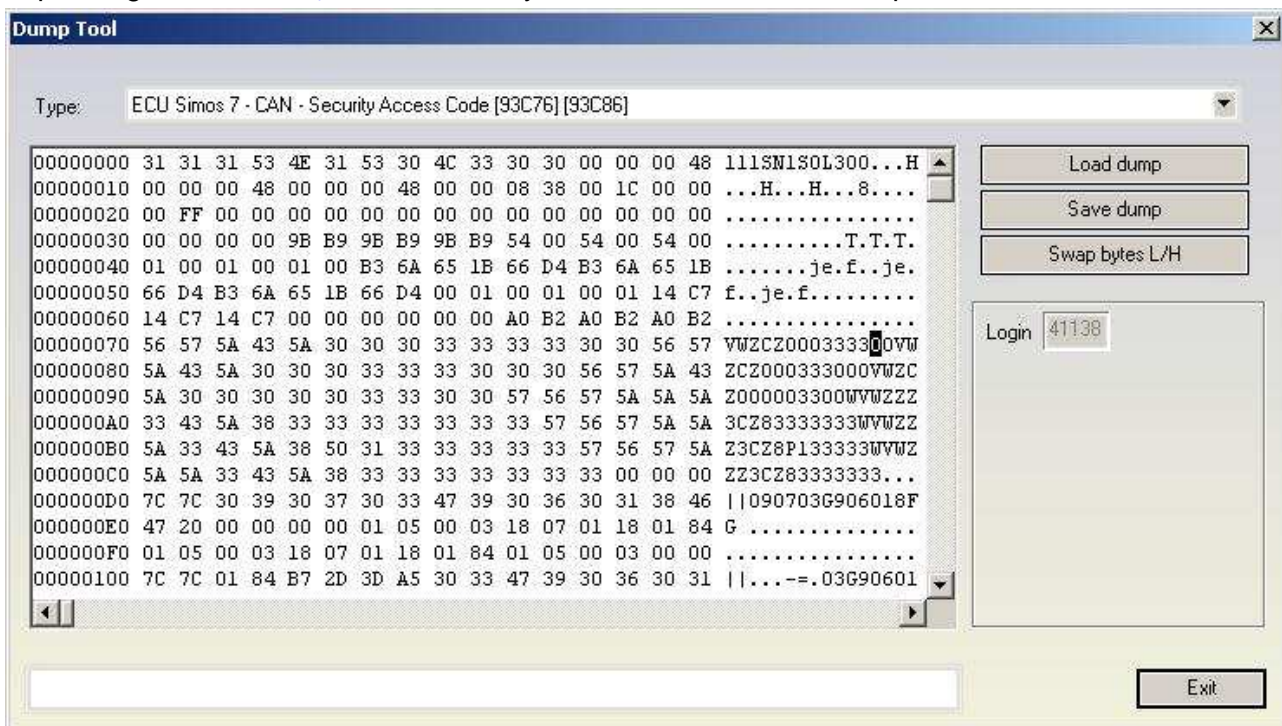 Dump Tool
Type: ECU Simos 7 - CAN - Security Access Code [93C76] [93C86]
00000000 31 31 31 53 4E 31 53 30 4C 33 30 30 00 00 00 48 111SN1S0L300...H
00000010 00 00 00 48 00 00 00 48 00 00 08 38 00 1C 00 00 ...H...H...8....
00000020 00 FF 00 00 00 00 00 00 00 00 00 00 00 00 00 00 ................
00000030 00 00 00 00 9B B9 9B B9 9B B9 54 00 54 00 54 00 ..........T.T.T.
00000040 01 00 01 00 01 00 B3 6A 65 1B 66 D4 B3 6A 65 1B .......je.f..je.
00000050 66 D4 B3 6A 65 1B 66 D4 00 01 00 01 00 01 14 C7 f..je.f.........
00000060 14 C7 14 C7 00 00 00 00 00 00 A0 B2 A0 B2 A0 B2 ................
00000070 56 57 5A 43 5A 30 30 30 33 33 33 33 30 30 56 57 VWZCZ000333300VW
00000080 5A 43 5A 30 30 30 33 33 33 30 30 30 56 57 5A 43 ZCZ000333000VWZC
00000090 5A 30 30 30 30 30 33 33 30 30 57 56 57 5A 5A 5A Z000003300WVWZZZ
000000A0 33 43 5A 38 33 33 33 33 33 33 33 57 56 57 5A 5A 3CZ83333333WVWZZ
000000B0 5A 33 43 5A 38 50 31 33 33 33 33 33 57 56 57 5A Z3CZ8P133333WVWZ
000000C0 5A 5A 33 43 5A 38 33 33 33 33 33 33 33 00 00 00 ZZ3CZ83333333...
000000D0 7C 7C 30 39 30 37 30 33 47 39 30 36 30 31 38 46 ||090703G906018F
000000E0 47 20 00 00 00 00 01 05 00 03 18 07 01 18 01 84 G ..............
000000F0 01 05 00 03 18 07 01 18 01 84 01 05 00 03 00 00 ................
00000100 7C 7C 01 84 B7 2D 3D A5 30 33 47 39 30 36 30 31 ||...-=.03G90601
Load dump
Save dump
Swap bytes L/H
Login 41138
Exit